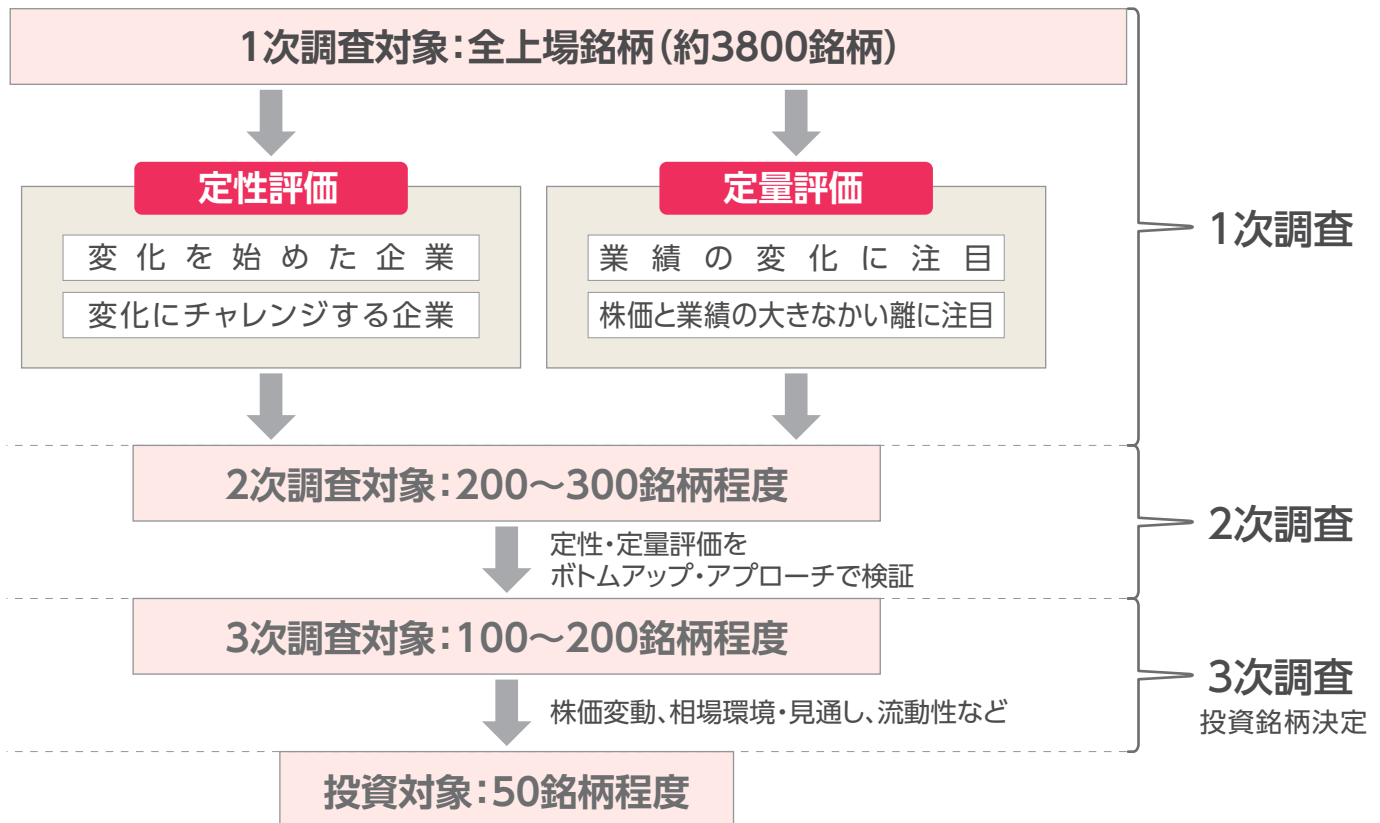 1次調査対象：全上場銘柄（約3800銘柄）
定性評価
変化を始めた企業
変化にチャレンジする企業
定量評価
業績の変化に注目
株価と業績の大きなかい離に注目
1次調査
2次調査対象：200～300銘柄程度
定性・定量評価を
ボトムアップ・アプローチで検証
2次調査
3次調査対象：100～200銘柄程度
株価変動、相場環境・見通し、流動性など
3次調査
投資銘柄決定
投資対象：50銘柄程度